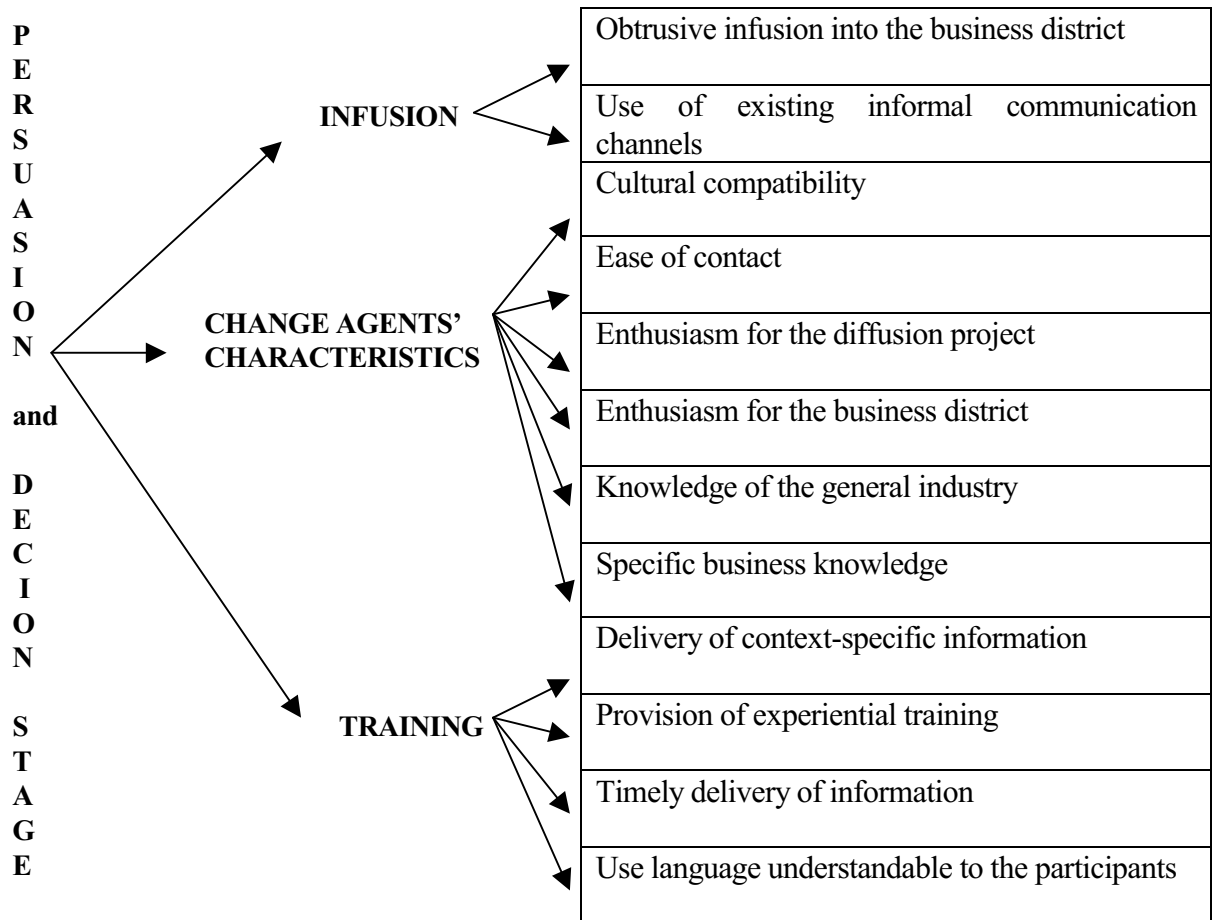 PERSUASION
and
DECION
STAGE
INFUSION
Obtrusive infusion into the business district
Use of existing informal communication
channels
CHANGE AGENTS’
CHARACTERISTICS
Cultural compatibility
Ease of contact
Enthusiasm for the diffusion project
Enthusiasm for the business district
Knowledge of the general industry
Specific business knowledge
TRAINING
Delivery of context-specific information
Provision of experiential training
Timely delivery of information
Use language understandable to the participants